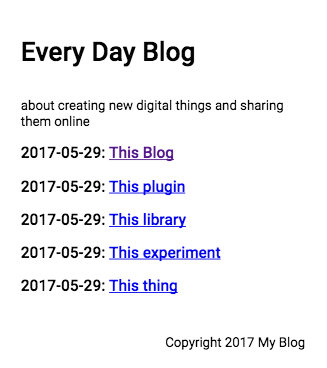 Every Day Blog
about creating new digital things and sharing
them online
2017-05-29: This Blog
2017-05-29: This plugin
2017-05-29: This library
2017-05-29: This experiment
2017-05-29: This thing
Copyright 2017 My Blog